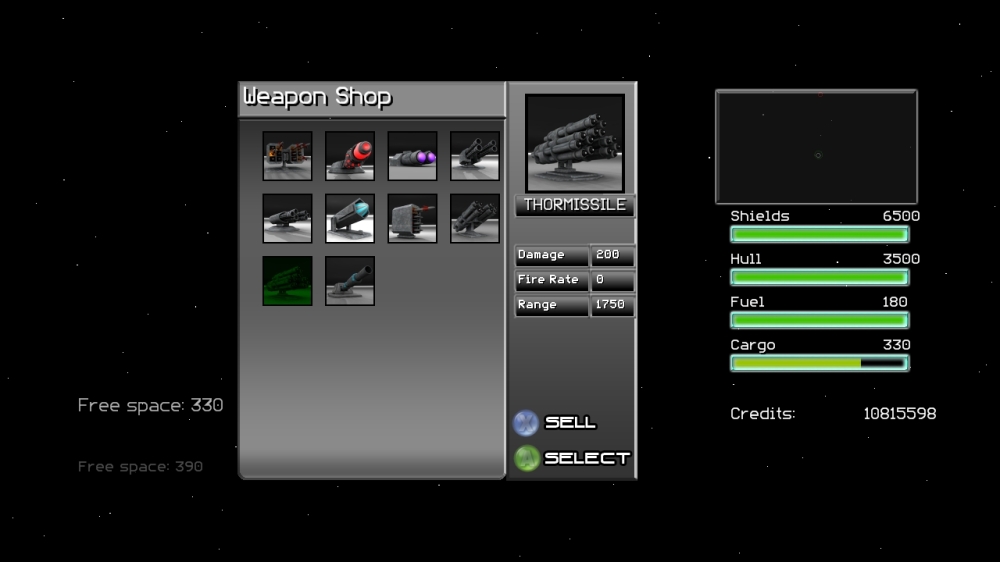 Weapon Shop
THORMISSILE
Damage 200
Fire Rate 0
Range 1750
SELL
SELECT
Shields 6500
Hull 3500
Fuel 180
Cargo 330
Credits: 10815598
Free space: 330
Free space: 390